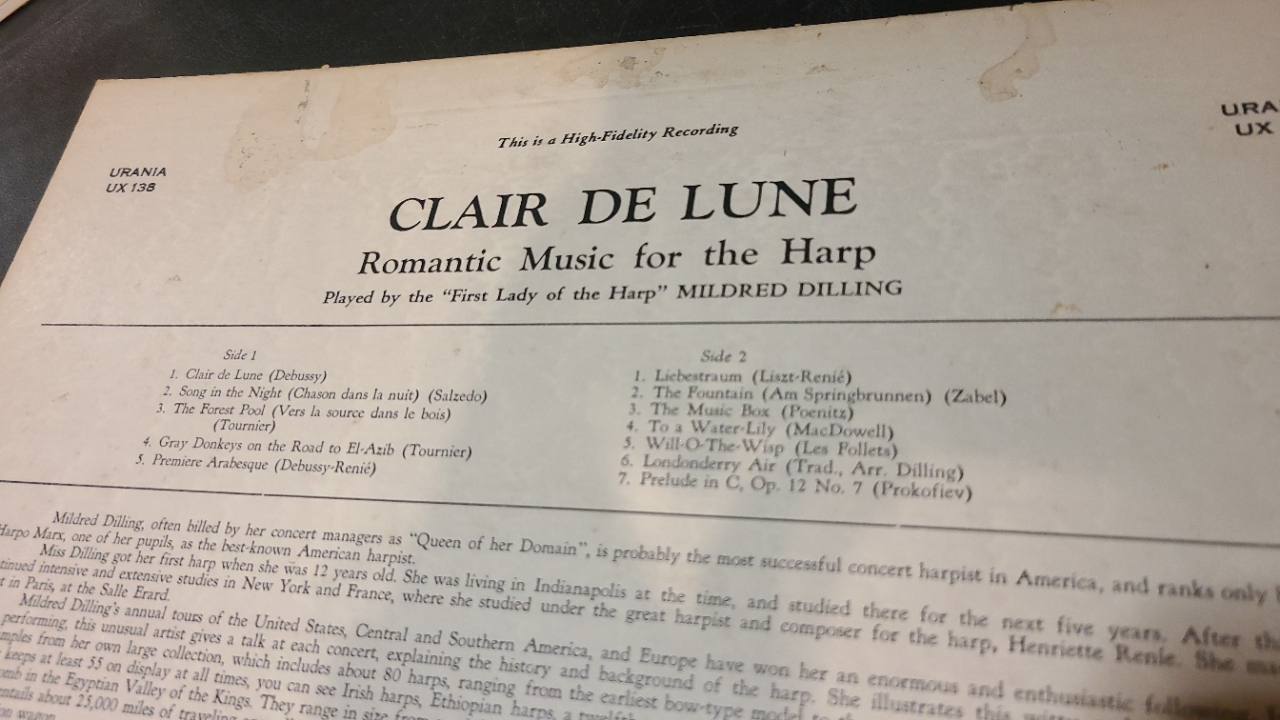 This is a High-Fidelity Recording
URANIA
UX 138
URA
UX
CLAIR DE LUNE
Romantic Music for the Harp
Played by the "First Lady of the Harp" MILDRED DILLING
Side 1
1. Clair de Lune (Debussy)
2. Song in the Night (Chason dans la nuit) (Salzedo)
3. The Forest Pool (Vers la source dans le bois)
(Tournier)
4. Gray Donkeys on the Road to El-Azib (Tournier)
5. Premiere Arabesque (Debussy-Renié)
Side 2
1. Liebestraum (Liszt-Renié)
2. The Fountain (Am Springbrunnen) (Zabel)
3. The Music Box (Poenitz)
4. To a Water-Lily (MacDowell)
5. Will-O-The-Wisp (Les Follets)
6. Londonderry Air (Trad., Arr. Dilling)
7. Prelude in C, Op. 12 No. 7 (Prokofiev)
Mildred Dilling, often billed by her concert managers as "Queen of her Domain", is probably the most successful concert harpist in America, and ranks only
Harpo Marx, one of her pupils, as the best-known American harpist.
Miss Dilling got her first harp when she was 12 years old. She was living in Indianapolis at the time, and studied there for the next five years. After
tinued intensive and extensive studies in New York and France, where she studied under the great harpist and composer for the harp, Henriette Renie. She
t in Paris, at the Salle Erard.
Mildred Dilling's annual tours of the United States, Central and Southern America, and Europe have won her an enormous and enthusiastic following.
performing, this unusual artist gives a talk at each concert, explaining the history and background of the harp. She illustrates this
mples from her own large collection, which includes about 80 harps, ranging from the earliest bow-type model to
keeps at least 55 on display at all times, you can see Irish harps, Ethiopian harps, a
omb in the Egyptian Valley of the Kings. They range in size
entails about 25,000 miles of traveling
on wagon